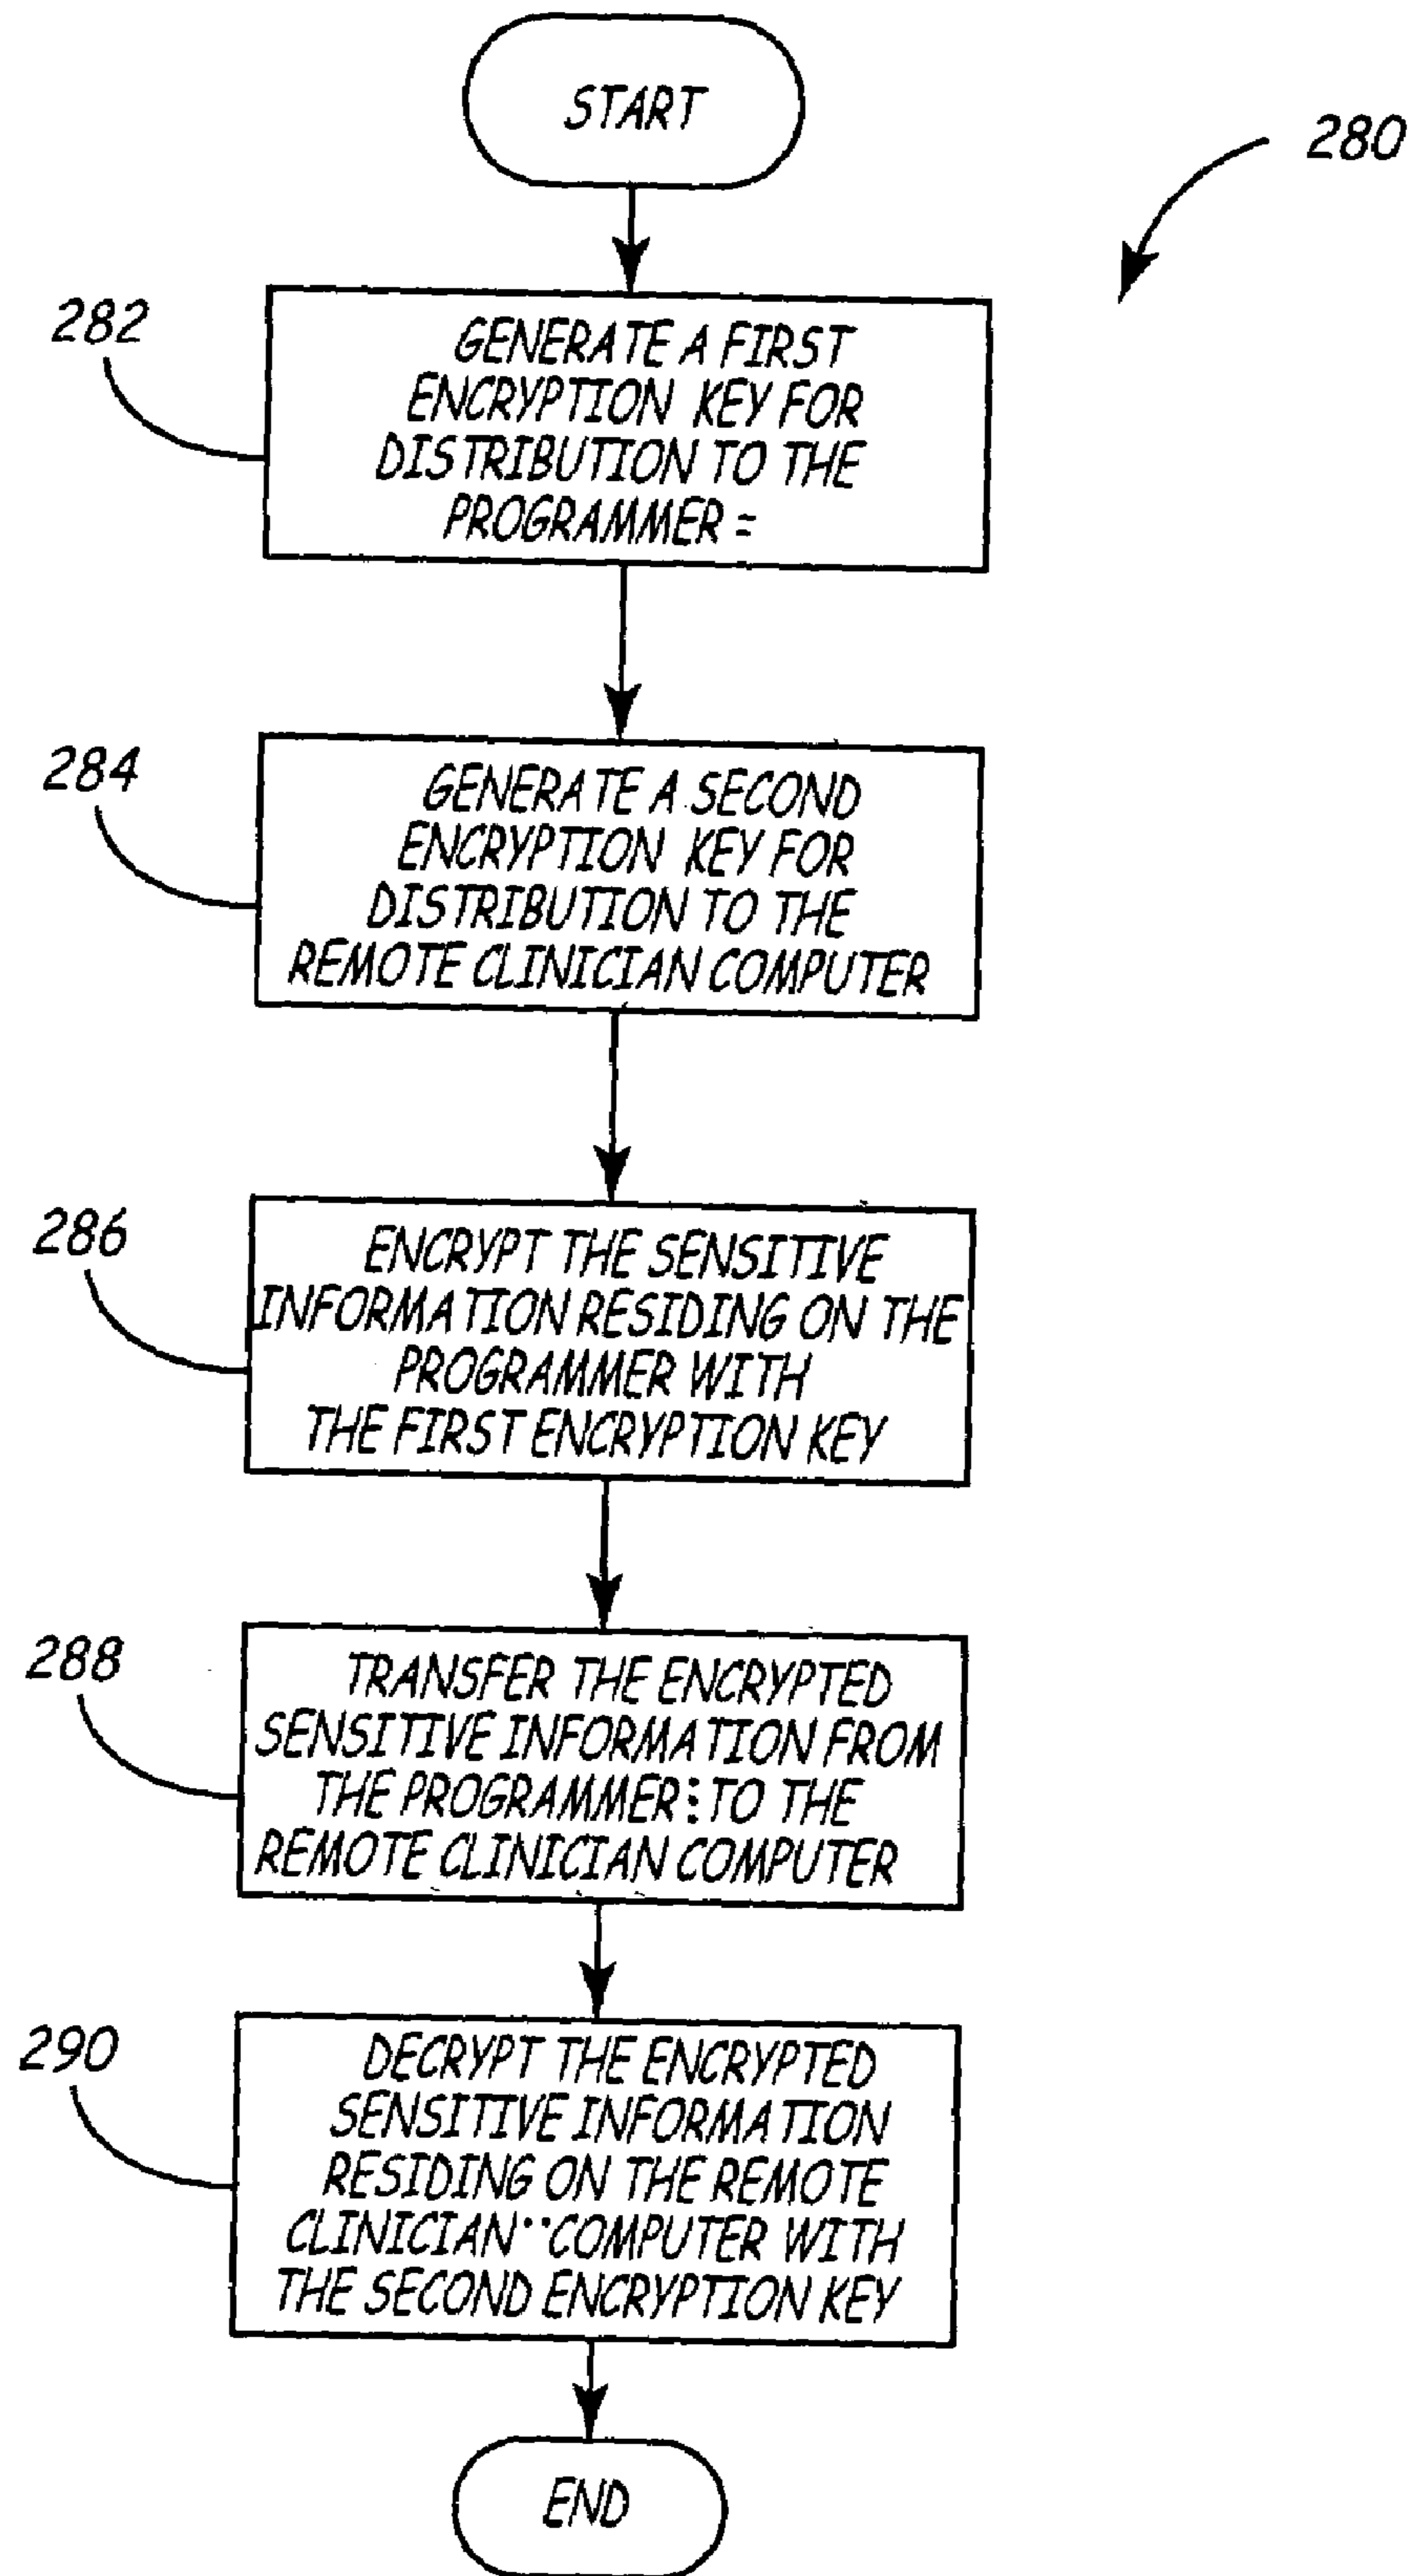 START
280
282
GENERATE A FIRST
ENCRYPTION KEY FOR
DISTRIBUTION TO THE
PROGRAMMER =
284
GENERATE A SECOND
ENCRYPTION KEY FOR
DISTRIBUTION TO THE
REMOTE CLINICIAN COMPUTER
286
ENCRYPT THE SENSITIVE
INFORMATION RESIDING ON THE
PROGRAMMER WITH
THE FIRST ENCRYPTION KEY
288
TRANSFER THE ENCRYPTED
SENSITIVE INFORMATION FROM
THE PROGRAMMER TO THE
REMOTE CLINICIAN COMPUTER
290
DECRYPT THE ENCRYPTED
SENSITIVE INFORMATION
RESIDING ON THE REMOTE
CLINICIAN COMPUTER WITH
THE SECOND ENCRYPTION KEY
END